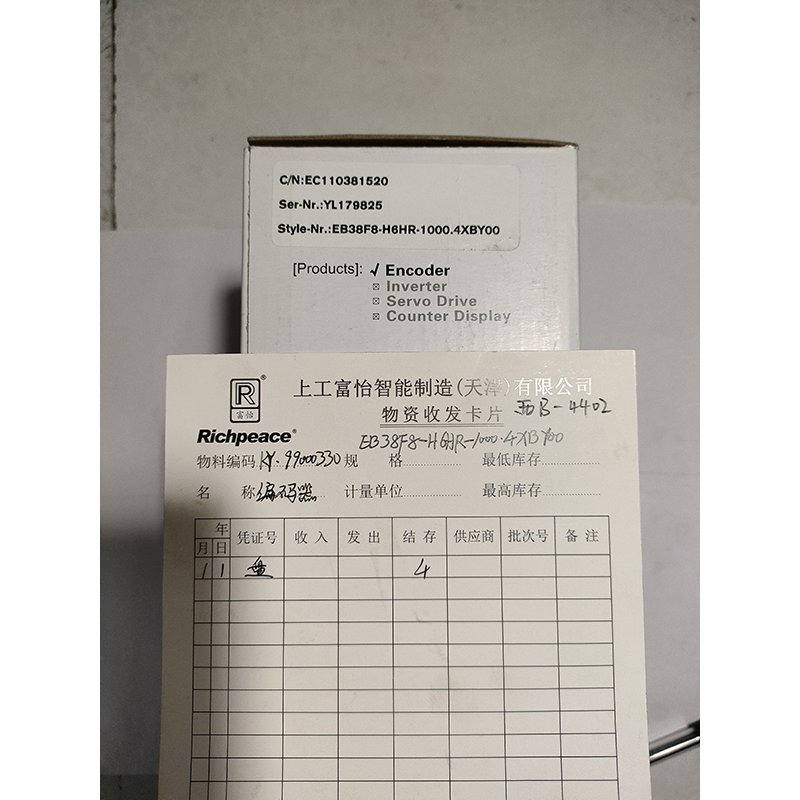 C/N:EC110381520
Ser-Nr.:YL179825
Style-Nr.:EB38F8-H6HR-1000.4XBY00
[Products]: √ Encoder
☒ Inverter
☒ Servo Drive
☒ Counter Display
R ®
富怡
Richpeace®
上工富怡智能制造(天津)有限公司
物资收发卡片 西B-4402
EB38F8-H6HR-1000.4XBY00
物料编码 KY.99000330 规格 最低库存
名称 编码器 计量单位 最高库存
年 月 日 凭证号 收入 发出 结存 供应商 批次号 备注
1 1 盘 4